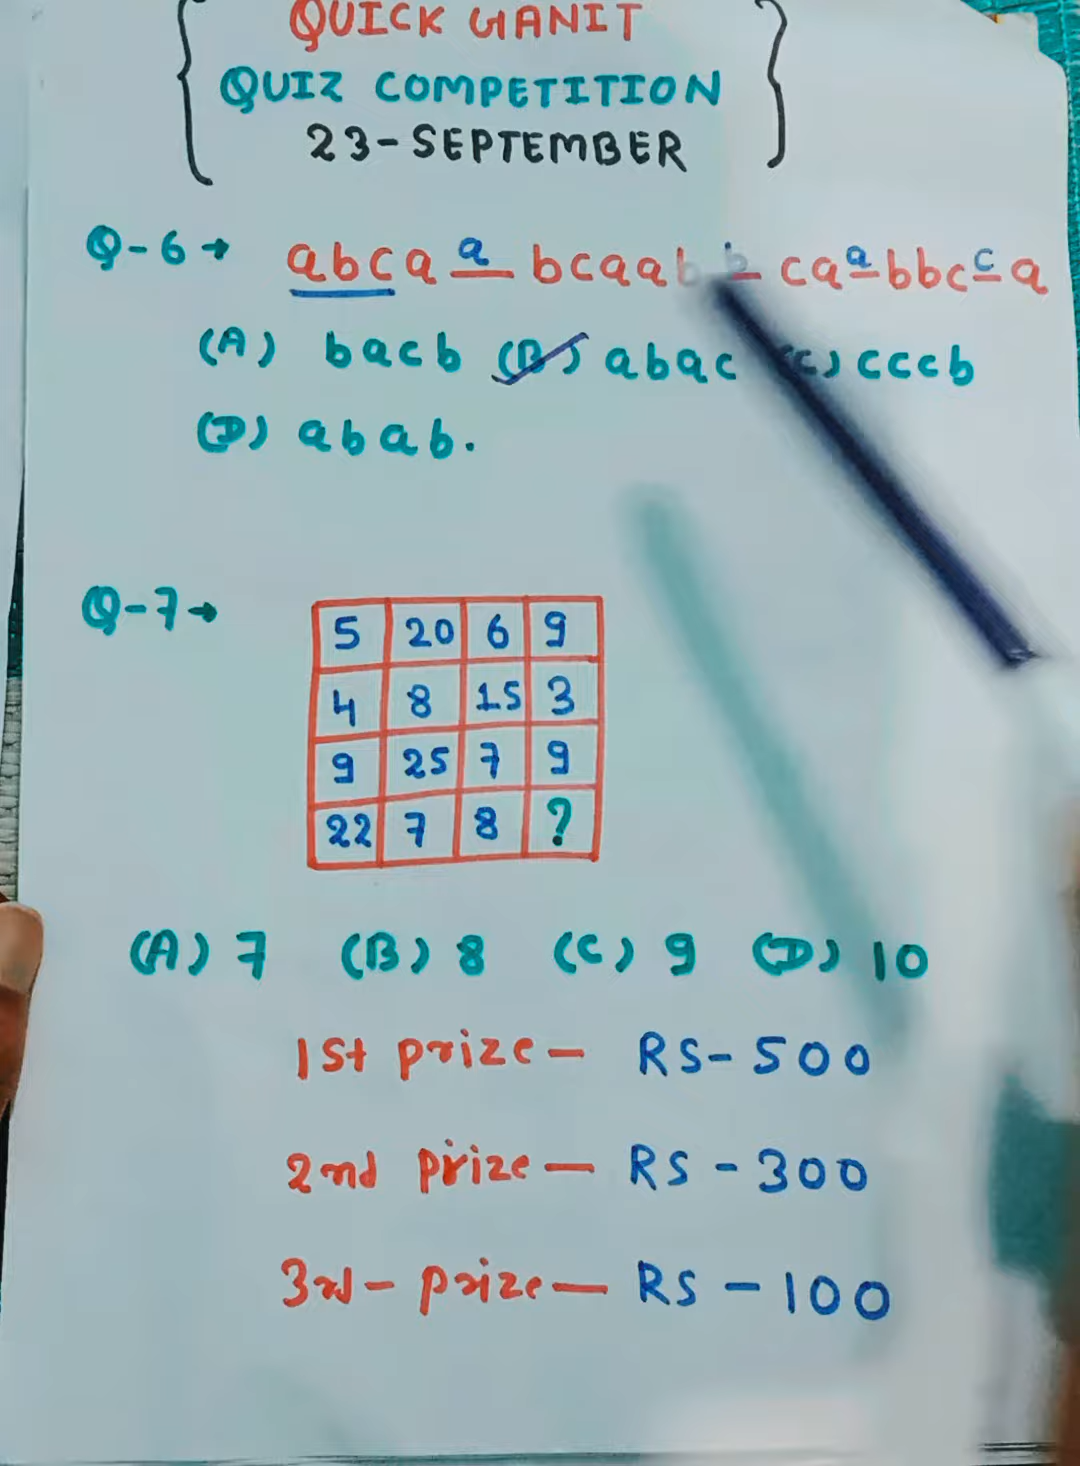 QUICK GANIT
QUIZ COMPETITION
23-SEPTEMBER
Q-6→ abca a bcaab b caabbcca
(A) bacb (B) abac (C) cccb
(D) abab.
Q-7→
5 20 6 9
4 8 15 3
9 25 7 9
22 7 8 ?
(A) 7 (B) 8 (C) 9 (D) 10
1st prize— RS-500
2nd prize— RS-300
3rd- prize— RS-100